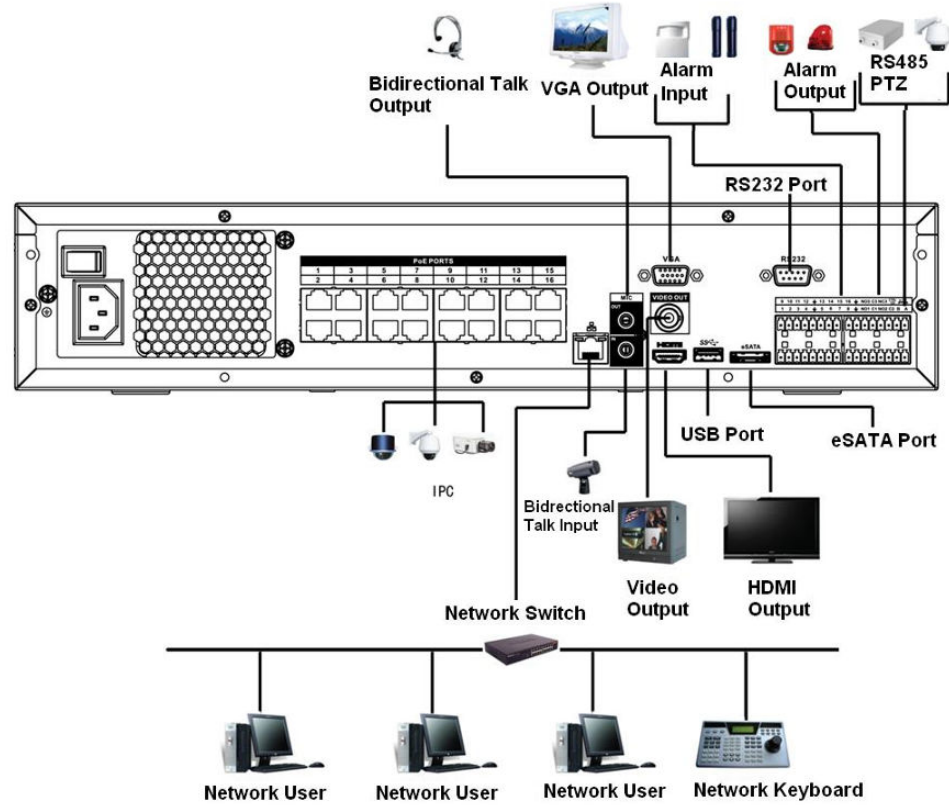 Bidirectional Talk
Output
VGA Output
Alarm
Input
Alarm
Output
RS485
PTZ
RS232 Port
PoE PORTS
1 3 5 7 9 11 13 15
2 4 6 8 10 12 14 16
MIC
OUT
VGA
VIDEO OUT
RS232
HDMI
SS
eSATA
USB Port
eSATA Port
IPC
Bidrectional
Talk Input
Video
Output
HDMI
Output
Network Switch
Network User
Network User
Network User
Network Keyboard